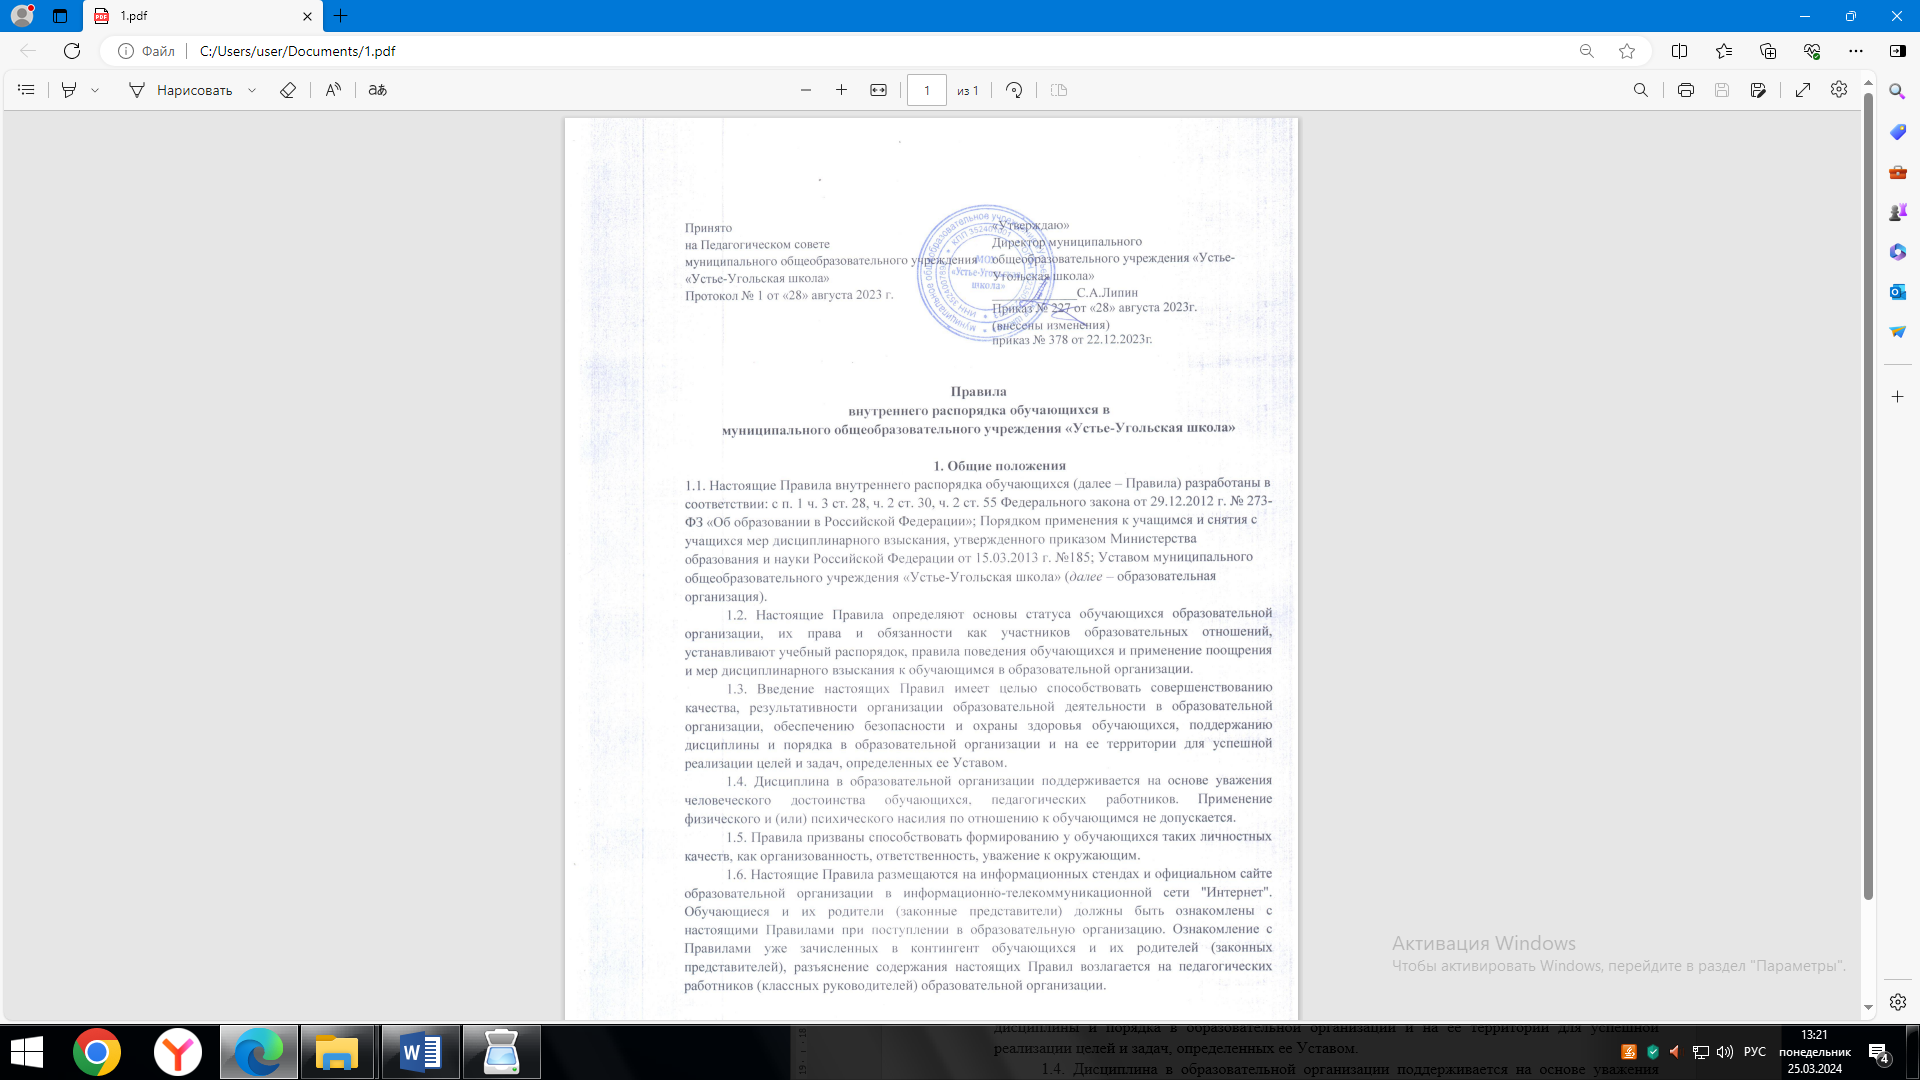 1.pdf
Файл
C:/Users/user/Documents/1.pdf
Нарисовать
1
из 1
Принято
на Педагогическом совете
муниципального общеобразовательного учреждения
«Устье-Угольская школа»
Протокол № 1 от «28» августа 2023 г.
МОУ
«Устье-Угольская
школа»
«Утверждаю»
Директор муниципального
общеобразовательного учреждения «Устье-
Угольская школа»
С.А.Липин
Приказ № 227 от «28» августа 2023г.
(внесены изменения)
приказ № 378 от 22.12.2023г.
Правила
внутреннего распорядка обучающихся в
муниципального общеобразовательного учреждения «Устье-Угольская школа»
1. Общие положения
1.1. Настоящие Правила внутреннего распорядка обучающихся (далее – Правила) разработаны в
соответствии: с п. 1 ч. 3 ст. 28, ч. 2 ст. 30, ч. 2 ст. 55 Федерального закона от 29.12.2012 г. № 273-
ФЗ «Об образовании в Российской Федерации»; Порядком применения к учащимся и снятия с
учащихся мер дисциплинарного взыскания, утвержденного приказом Министерства
образования и науки Российской Федерации от 15.03.2013 г. №185; Уставом муниципального
общеобразовательного учреждения «Устье-Угольская школа» (далее – образовательная
организация).
1.2. Настоящие Правила определяют основы статуса обучающихся образовательной
организации, их права и обязанности как участников образовательных отношений,
устанавливают учебный распорядок, правила поведения обучающихся и применение поощрения
и мер дисциплинарного взыскания к обучающимся в образовательной организации.
1.3. Введение настоящих Правил имеет целью способствовать совершенствованию
качества, результативности организации образовательной деятельности в образовательной
организации, обеспечению безопасности и охраны здоровья обучающихся, поддержанию
дисциплины и порядка в образовательной организации и на ее территории для успешной
реализации целей и задач, определенных ее Уставом.
1.4. Дисциплина в образовательной организации поддерживается на основе уважения
человеческого достоинства обучающихся, педагогических работников. Применение
физического и (или) психического насилия по отношению к обучающимся не допускается.
1.5. Правила призваны способствовать формированию у обучающихся таких личностных
качеств, как организованность, ответственность, уважение к окружающим.
1.6. Настоящие Правила размещаются на информационных стендах и официальном сайте
образовательной организации в информационно-телекоммуникационной сети "Интернет".
Обучающиеся и их родители (законные представители) должны быть ознакомлены с
настоящими Правилами при поступлении в образовательную организацию. Ознакомление с
Правилами уже зачисленных в контингент обучающихся и их родителей (законных
представителей), разъяснение содержания настоящих Правил возлагается на педагогических
работников (классных руководителей) образовательной организации.
Активация Windows
Чтобы активировать Windows, перейдите в раздел "Параметры".
дисциплины и порядка в образовательной организации и на ее территории для успешной
реализации целей и задач, определенных ее Уставом.
1.4. Дисциплина в образовательной организации поддерживается на основе уважения
РУС
13:21
понедельник
25.03.2024
4